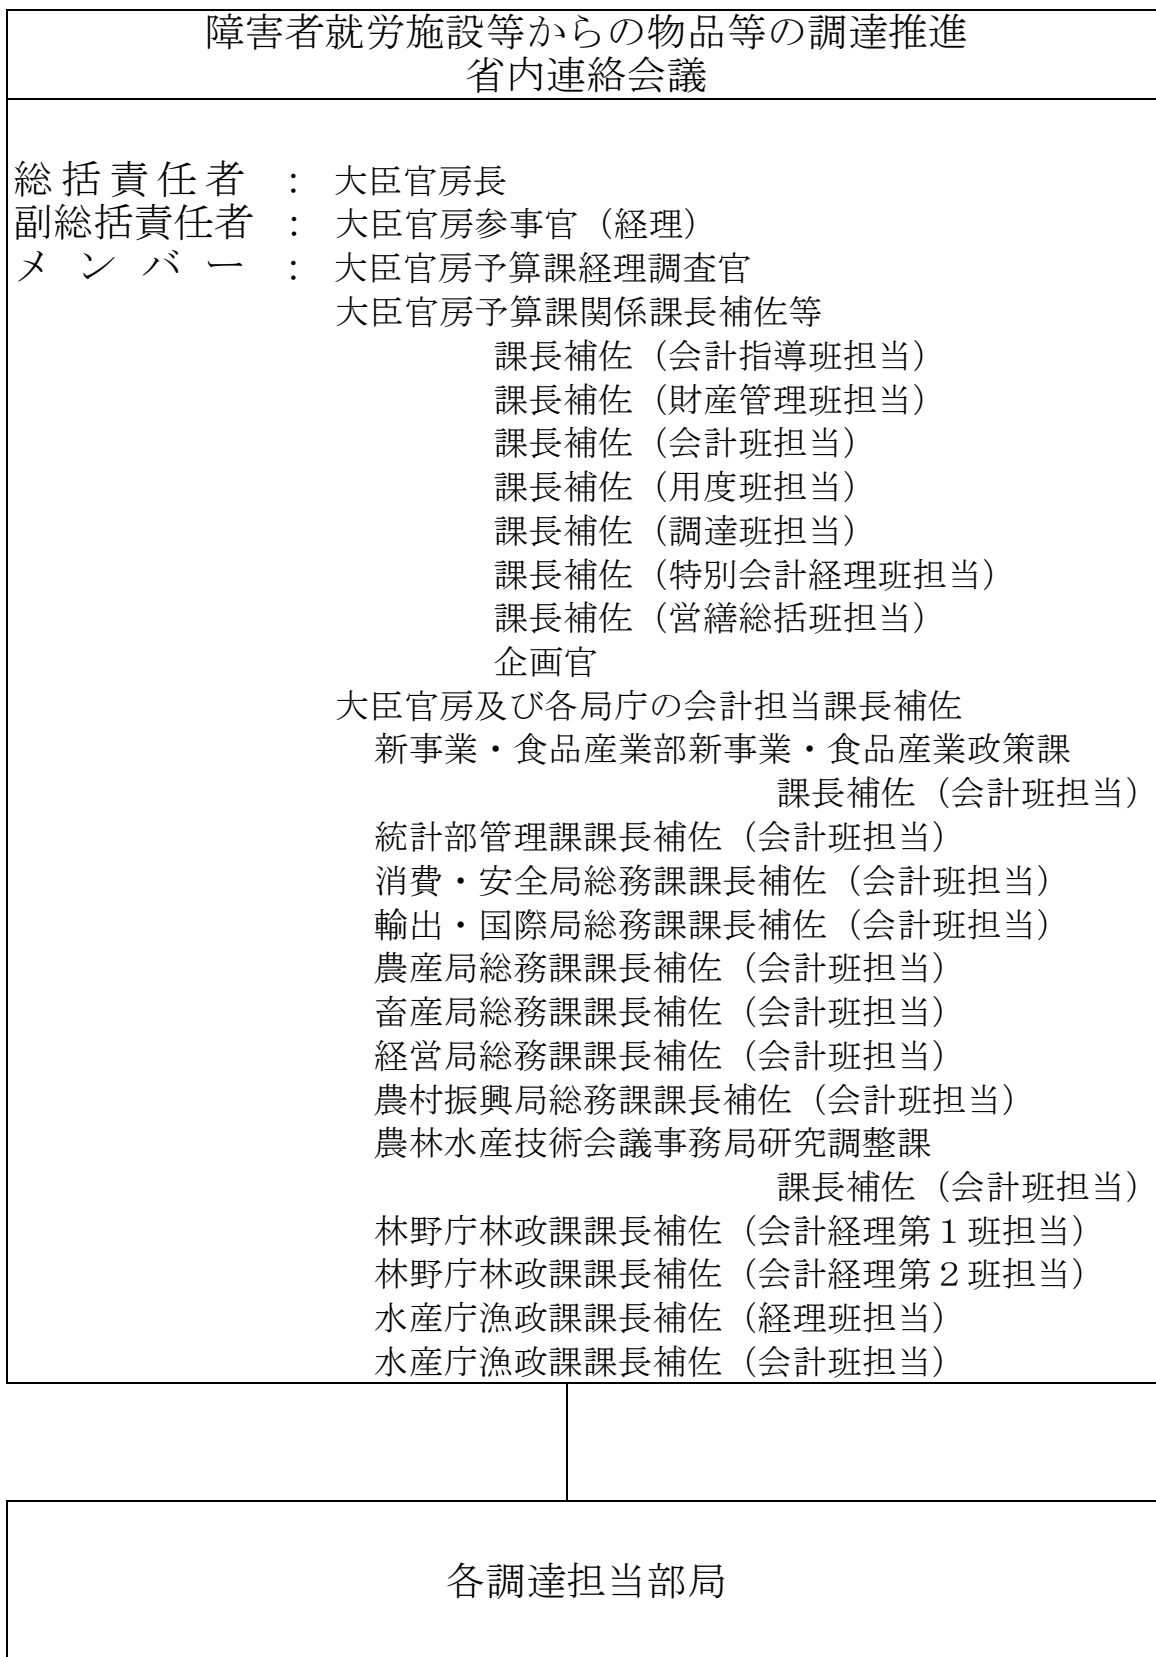 障害者就労施設等からの物品等の調達推進
省内連絡会議
総括責任者 : 大臣官房長
副総括責任者 : 大臣官房参事官（経理）
メンバー : 大臣官房予算課経理調査官
大臣官房予算課関係課長補佐等
課長補佐（会計指導班担当）
課長補佐（財産管理班担当）
課長補佐（会計班担当）
課長補佐（用度班担当）
課長補佐（調達班担当）
課長補佐（特別会計経理班担当）
課長補佐（営繕総括班担当）
企画官
大臣官房及び各局庁の会計担当課長補佐
新事業・食品産業部新事業・食品産業政策課
課長補佐（会計班担当）
統計部管理課課長補佐（会計班担当）
消費・安全局総務課課長補佐（会計班担当）
輸出・国際局総務課課長補佐（会計班担当）
農産局総務課課長補佐（会計班担当）
畜産局総務課課長補佐（会計班担当）
経営局総務課課長補佐（会計班担当）
農村振興局総務課課長補佐（会計班担当）
農林水産技術会議事務局研究調整課
課長補佐（会計班担当）
林野庁林政課課長補佐（会計経理第１班担当）
林野庁林政課課長補佐（会計経理第２班担当）
水産庁漁政課課長補佐（経理班担当）
水産庁漁政課課長補佐（会計班担当）
各調達担当部局